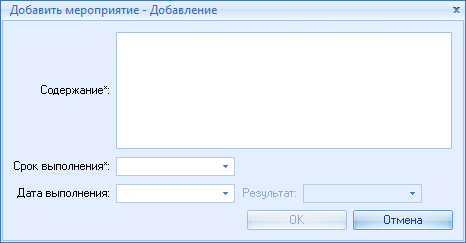 Добавить мероприятие - Добавление
Содержание*:
Срок выполнения*:
Дата выполнения: Результат:
OK Отмена